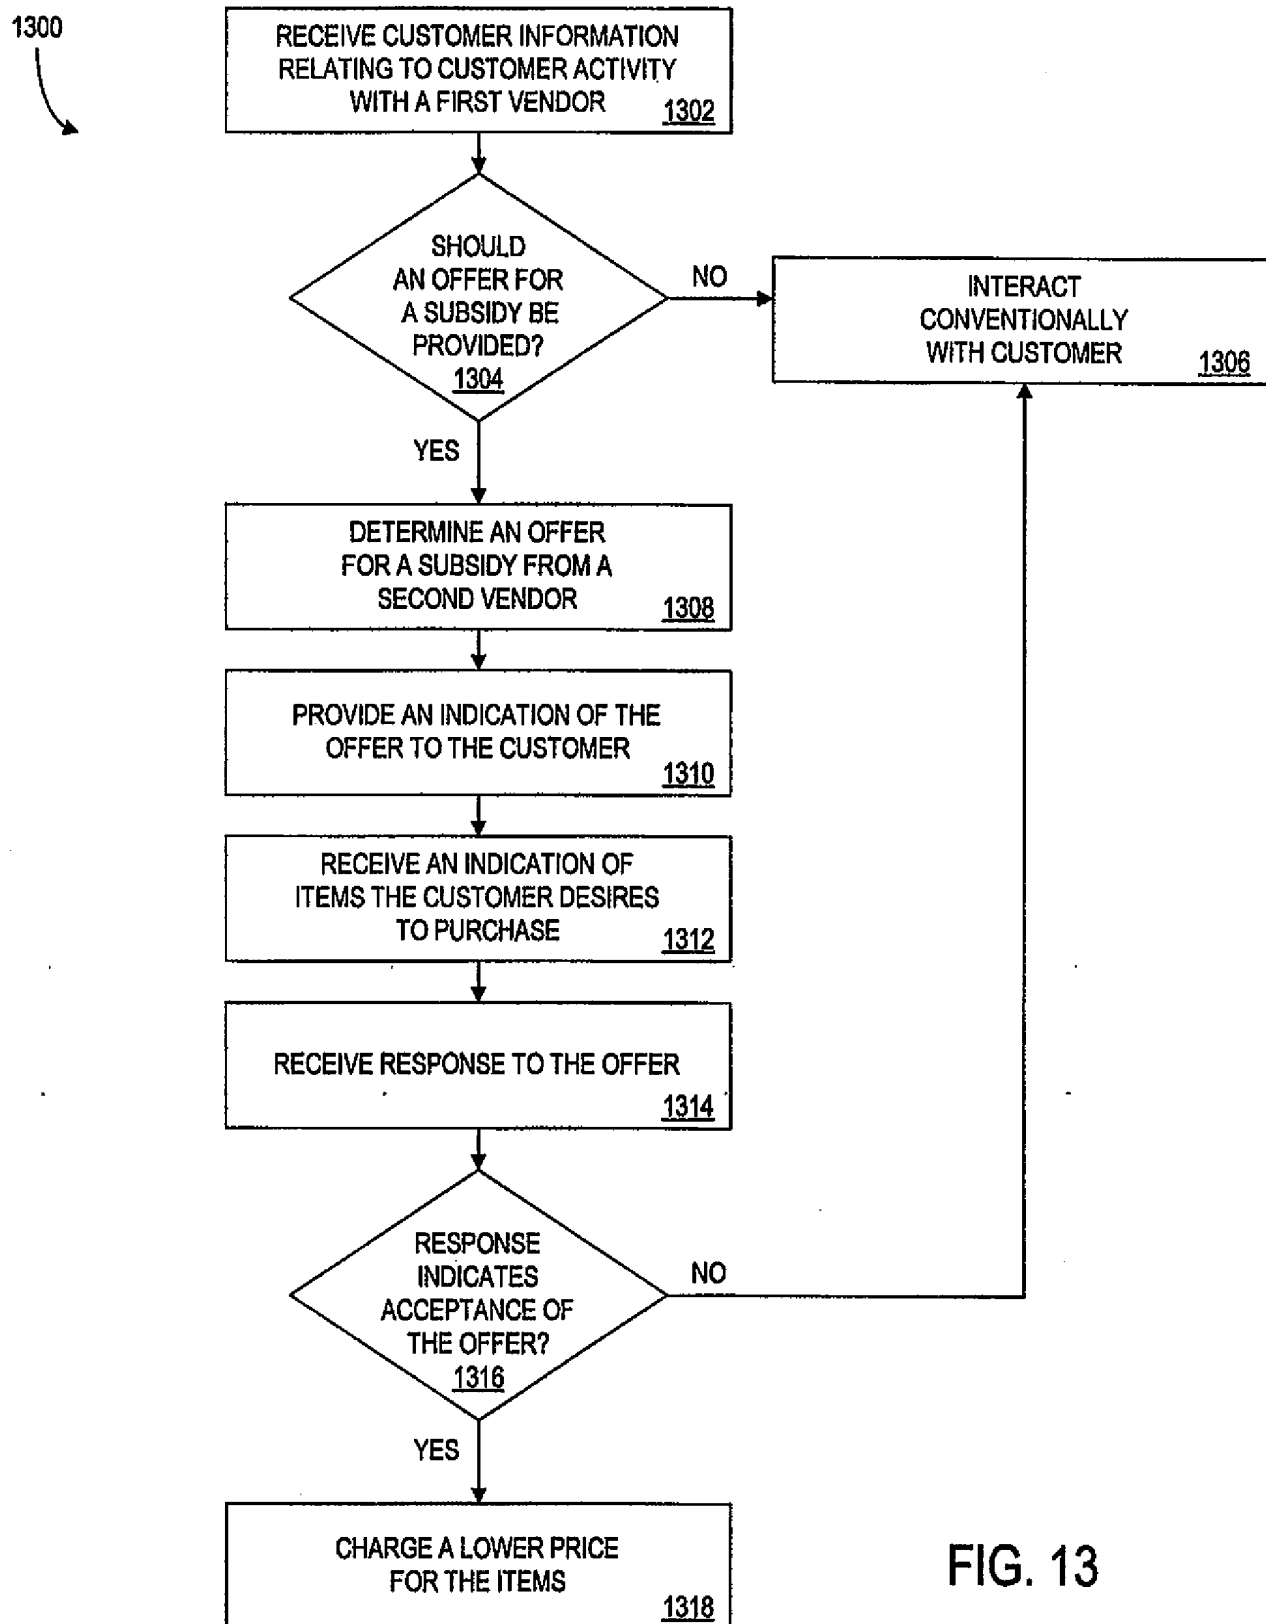 1300
RECEIVE CUSTOMER INFORMATION
RELATING TO CUSTOMER ACTIVITY
WITH A FIRST VENDOR
1302
SHOULD
AN OFFER FOR
A SUBSIDY BE
PROVIDED?
1304
NO
INTERACT
CONVENTIONALLY
WITH CUSTOMER
1306
YES
DETERMINE AN OFFER
FOR A SUBSIDY FROM A
SECOND VENDOR
1308
PROVIDE AN INDICATION OF THE
OFFER TO THE CUSTOMER
1310
RECEIVE AN INDICATION OF
ITEMS THE CUSTOMER DESIRES
TO PURCHASE
1312
RECEIVE RESPONSE TO THE OFFER
1314
RESPONSE
INDICATES
ACCEPTANCE OF
THE OFFER?
1316
NO
YES
CHARGE A LOWER PRICE
FOR THE ITEMS
1318
FIG. 13